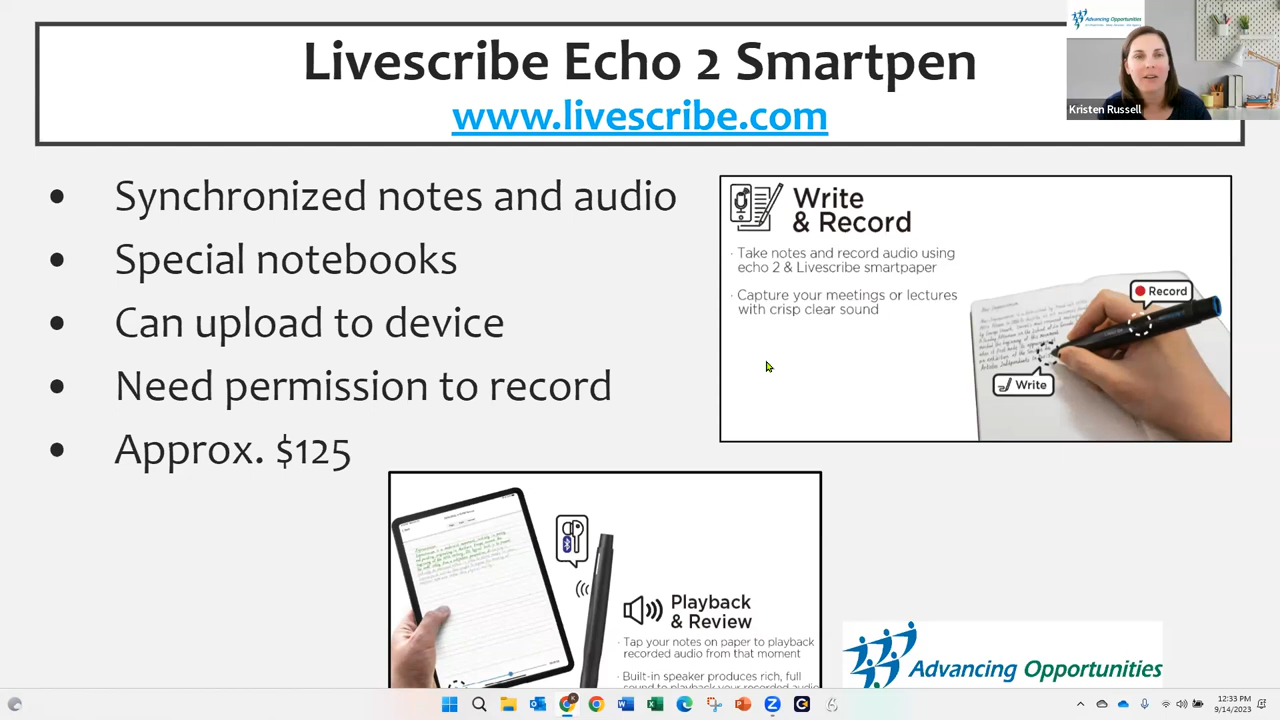 Livescribe Echo 2 Smartpen
www.livescribe.com
Advancing Opportunities
Kristen Russell
• Synchronized notes and audio
• Special notebooks
• Can upload to device
• Need permission to record
• Approx. $125
Write
& Record
· Take notes and record audio using
echo 2 & Livescribe smartpaper
· Capture your meetings or lectures
with crisp clear sound
Record
Write
Playback
& Review
· Tap your notes on paper to playback
recorded audio from that moment
· Built-in speaker produces rich, full
sound to playback your recorded audio
Advancing Opportunities
12:33 PM
9/14/2023